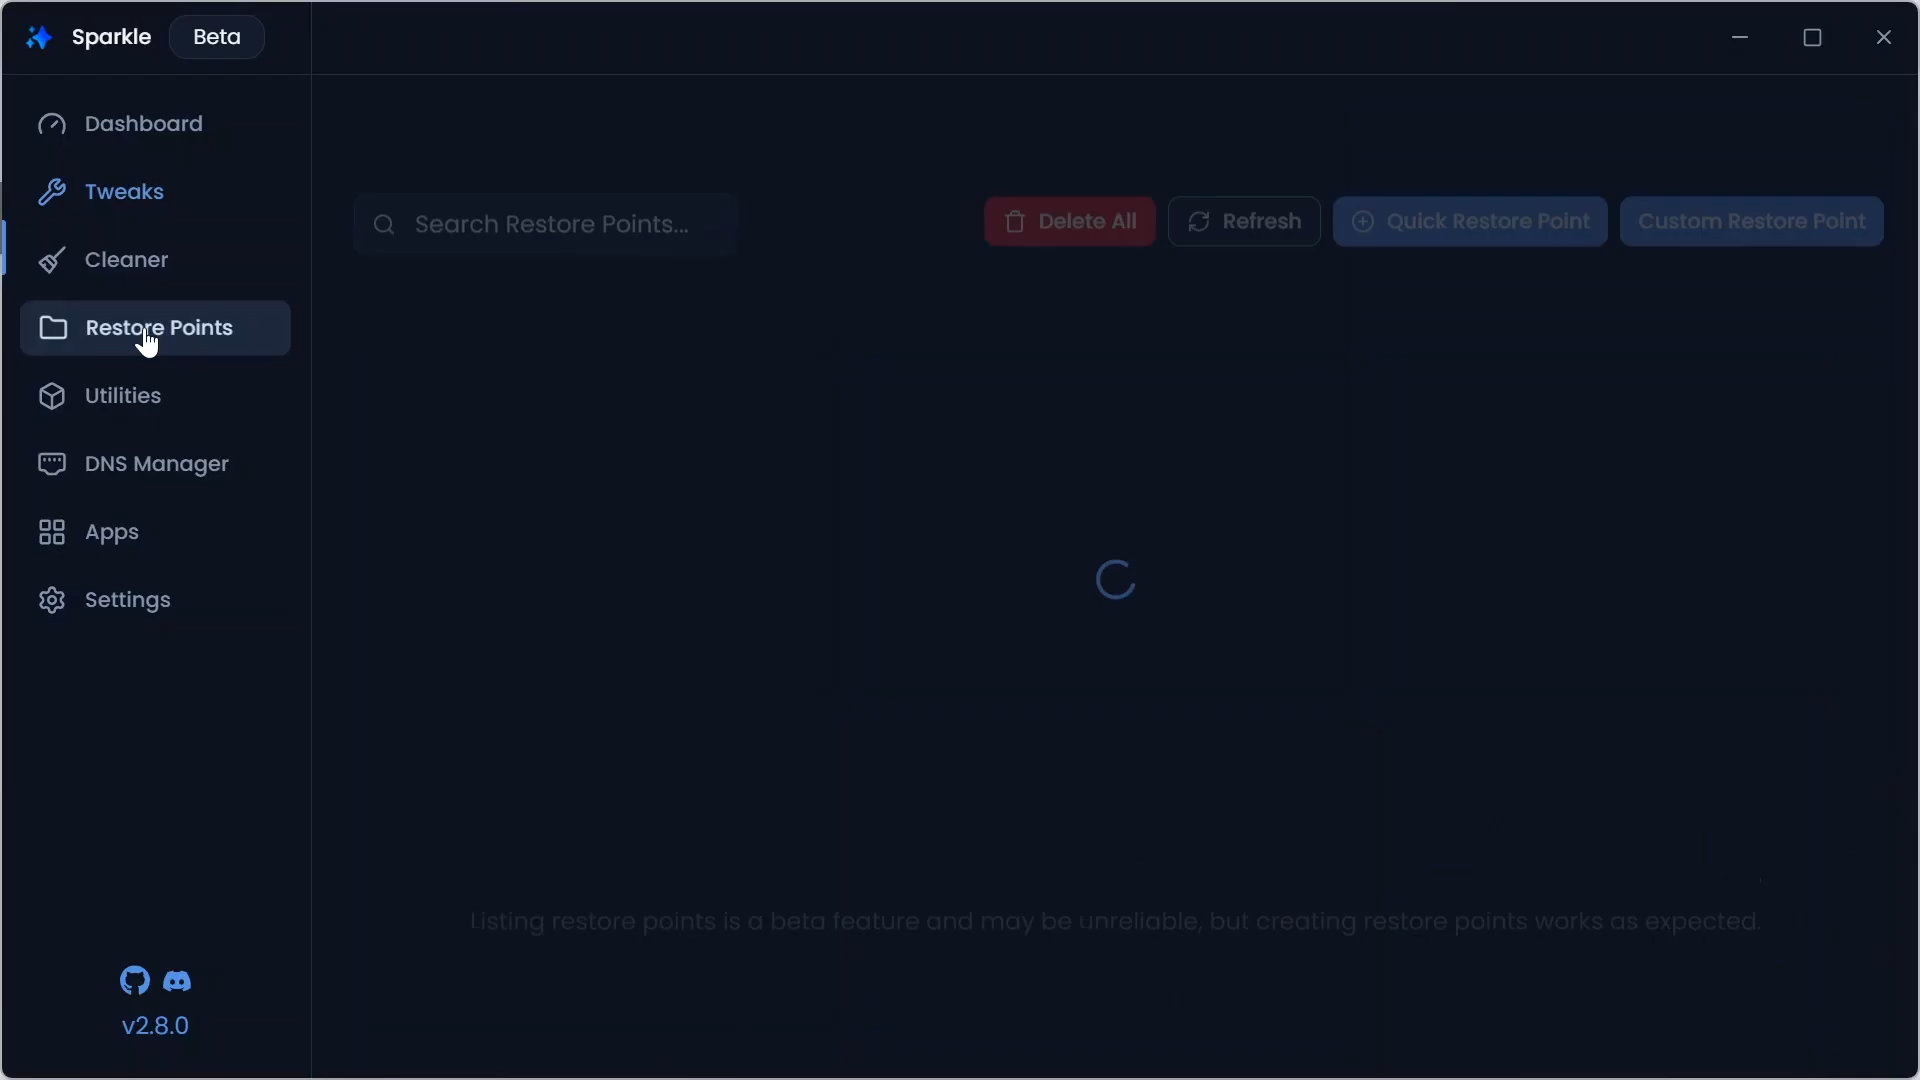 Sparkle Beta
Dashboard
Tweaks
Cleaner
Restore Points
Utilities
DNS Manager
Apps
Settings
v2.8.0
Search Restore Points...
Delete All
Refresh
Quick Restore Point
Custom Restore Point
Listing restore points is a beta feature and may be unreliable, but creating restore points works as expected.